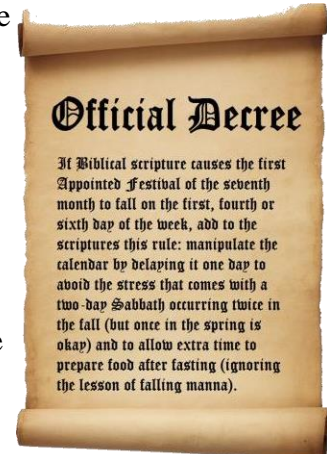 e
Official Decree
If Biblical scripture causes the first
Appointed Festival of the seventh
month to fall on the first, fourth or
sixth day of the week, add to the
scriptures this rule: manipulate the
calendar by delaying it one day to
avoid the stress that comes with a
two-day Sabbath occurring twice in
the fall (but once in the spring is
okay) and to allow extra time to
e
prepare food after fasting (ignoring
the lesson of falling manna).